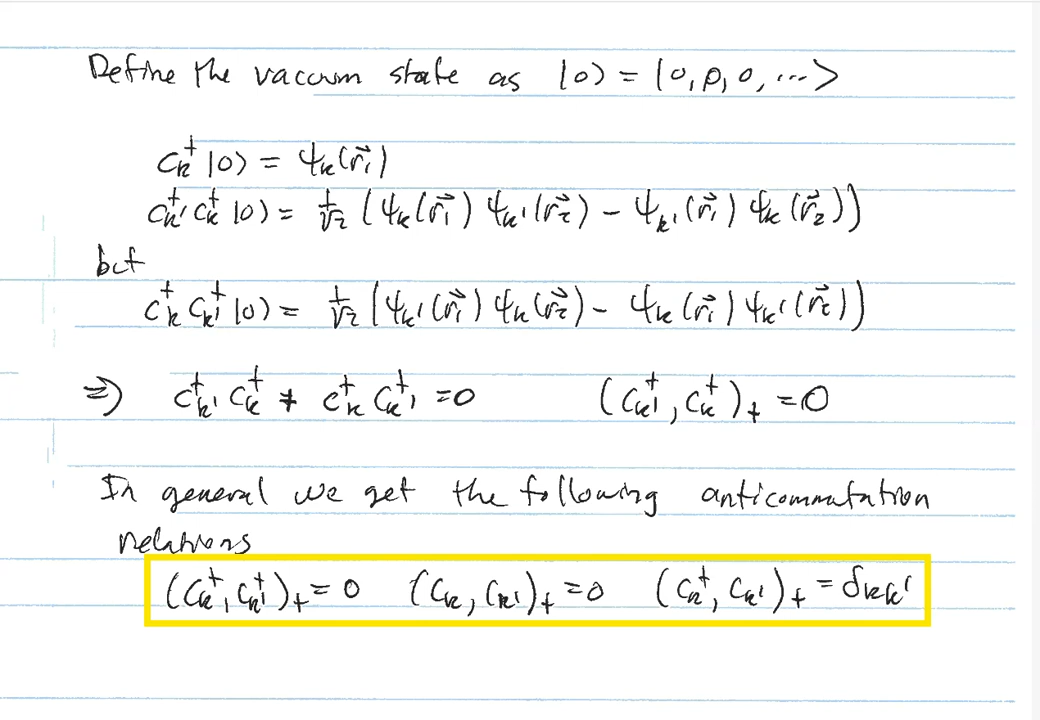 Define the vacuum state as |0⟩ = |0,0,0,...⟩
c_k^† |0⟩ = ψ_k(r⃗_1)
c_k'^† c_k^† |0⟩ = 1/√2 (ψ_k(r⃗_1) ψ_k'(r⃗_2) − ψ_k'(r⃗_1) ψ_k(r⃗_2))
but
c_k^† c_k'^† |0⟩ = 1/√2 (ψ_k'(r⃗_1) ψ_k(r⃗_2) − ψ_k(r⃗_1) ψ_k'(r⃗_2))
⇒ c_k'^† c_k^† + c_k^† c_k'^† = 0 (c_k'^†, c_k^†)_+ = 0
In general we get the following anticommutation
relations
(c_k^†, c_k'^†)_+ = 0 (c_k, c_k')_+ = 0 (c_k^†, c_k')_+ = δ_kk'